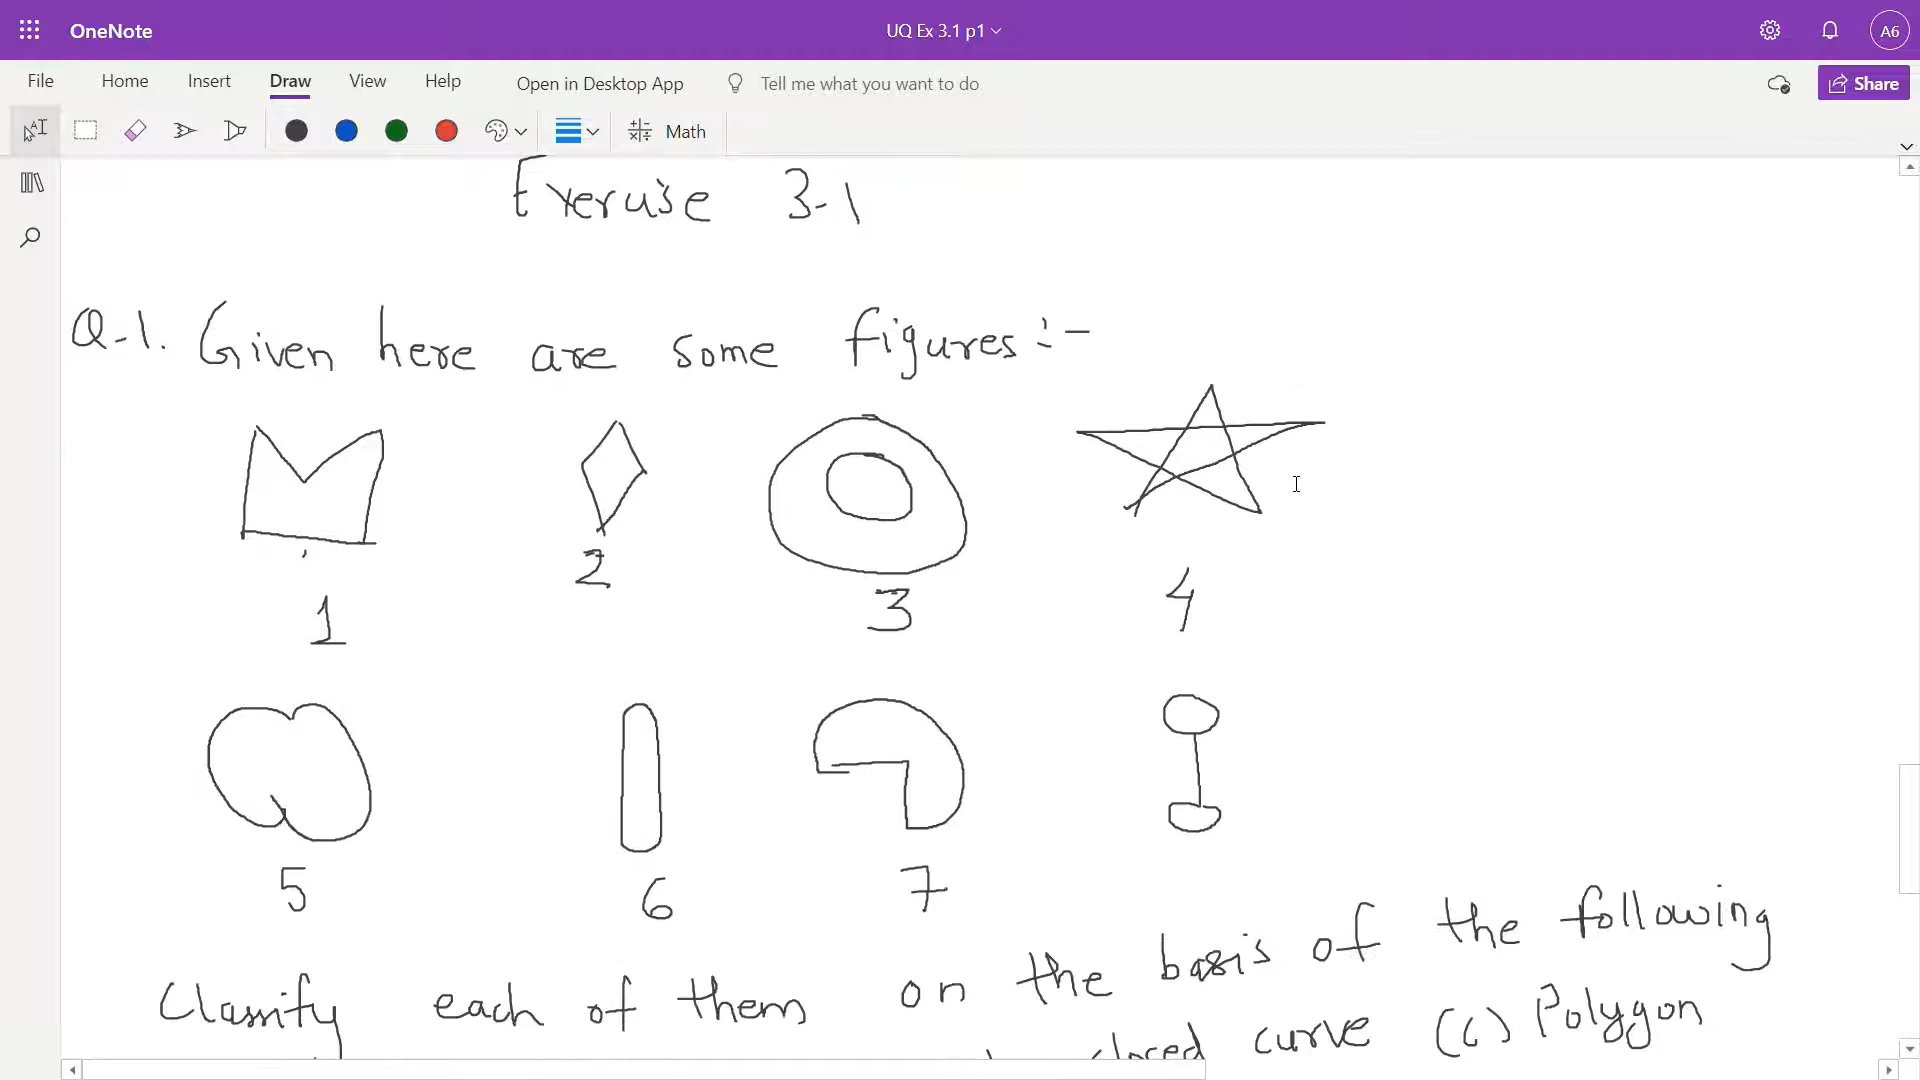 OneNote
UQ Ex 3.1 p1
A6
File Home Insert Draw View Help Open in Desktop App Tell me what you want to do
Share
Math
Exercise 3-1
Q-1. Given here are some figures:-
1 2 3 4
5 6 7
Classify each of them on the basis of the following
closed curve (c) Polygon